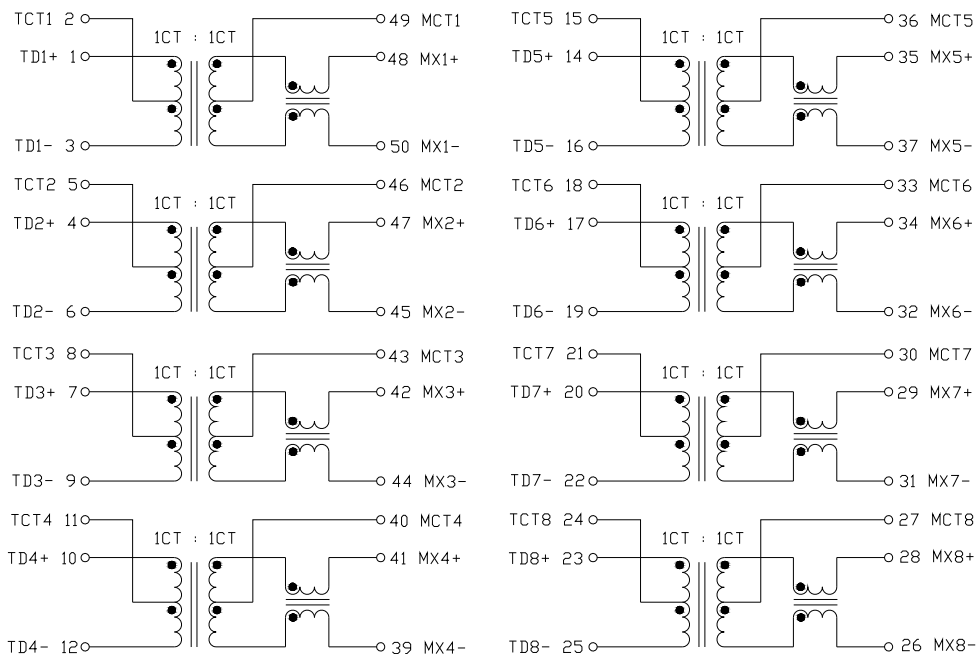 TCT1 2 49 MCT1 TCT5 15 36 MCT5
1CT : 1CT 1CT : 1CT
TD1+ 1 48 MX1+ TD5+ 14 35 MX5+
TD1- 3 50 MX1- TD5- 16 37 MX5-
TCT2 5 46 MCT2 TCT6 18 33 MCT6
1CT : 1CT 1CT : 1CT
TD2+ 4 47 MX2+ TD6+ 17 34 MX6+
TD2- 6 45 MX2- TD6- 19 32 MX6-
TCT3 8 43 MCT3 TCT7 21 30 MCT7
1CT : 1CT 1CT : 1CT
TD3+ 7 42 MX3+ TD7+ 20 29 MX7+
TD3- 9 44 MX3- TD7- 22 31 MX7-
TCT4 11 40 MCT4 TCT8 24 27 MCT8
1CT : 1CT 1CT : 1CT
TD4+ 10 41 MX4+ TD8+ 23 28 MX8+
TD4- 12 39 MX4- TD8- 25 26 MX8-